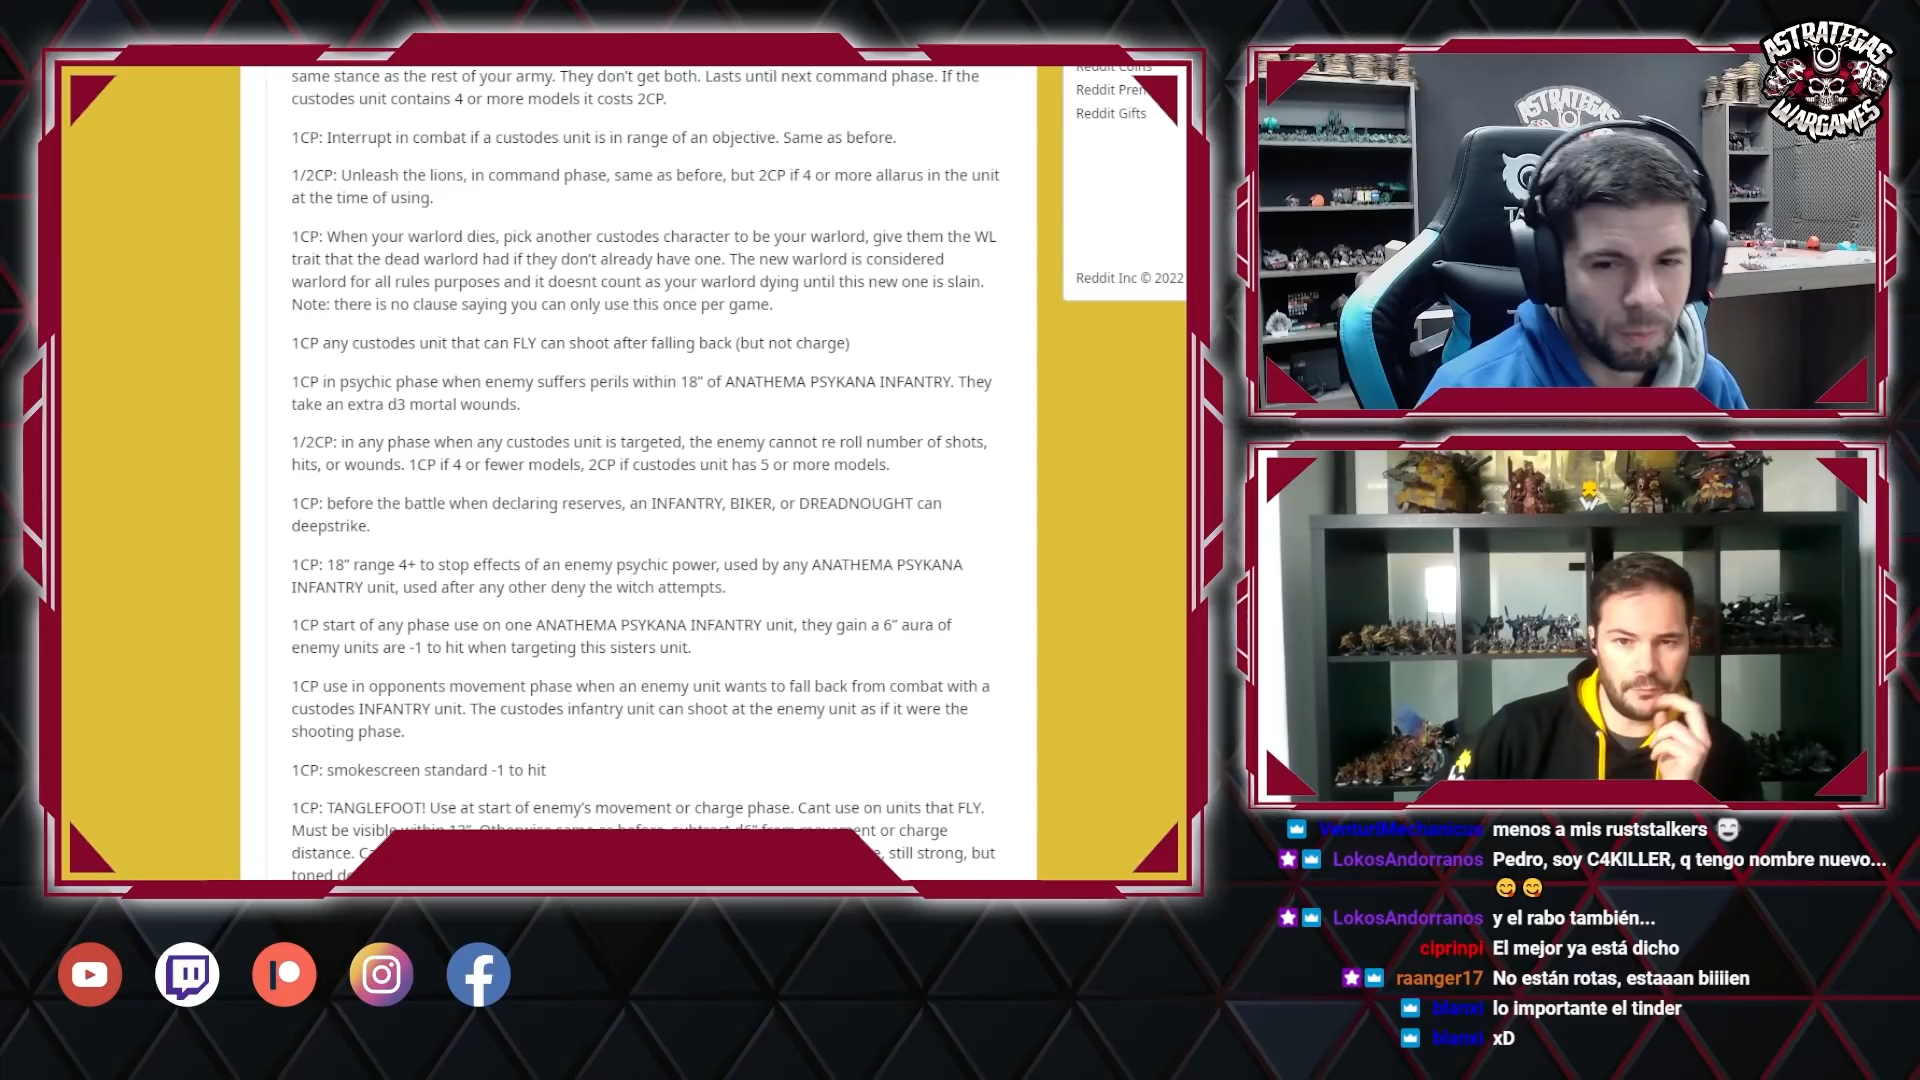 same stance as the rest of your army. They don't get both. Lasts until next command phase. If the
custodes unit contains 4 or more models it costs 2CP.
1CP: Interrupt in combat if a custodes unit is in range of an objective. Same as before.
1/2CP: Unleash the lions, in command phase, same as before, but 2CP if 4 or more allarus in the unit
at the time of using.
1CP: When your warlord dies, pick another custodes character to be your warlord, give them the WL
trait that the dead warlord had if they don't already have one. The new warlord is considered
warlord for all rules purposes and it doesnt count as your warlord dying until this new one is slain.
Note: there is no clause saying you can only use this once per game.
1CP any custodes unit that can FLY can shoot after falling back (but not charge)
1CP in psychic phase when enemy suffers perils within 18” of ANATHEMA PSYKANA INFANTRY. They
take an extra d3 mortal wounds.
1/2CP: in any phase when any custodes unit is targeted, the enemy cannot re roll number of shots,
hits, or wounds. 1CP if 4 or fewer models, 2CP if custodes unit has 5 or more models.
1CP: before the battle when declaring reserves, an INFANTRY, BIKER, or DREADNOUGHT can
deepstrike.
1CP: 18” range 4+ to stop effects of an enemy psychic power, used by any ANATHEMA PSYKANA
INFANTRY unit, used after any other deny the witch attempts.
1CP start of any phase use on one ANATHEMA PSYKANA INFANTRY unit, they gain a 6” aura of
enemy units are -1 to hit when targeting this sisters unit.
1CP use in opponents movement phase when an enemy unit wants to fall back from combat with a
custodes INFANTRY unit. The custodes infantry unit can shoot at the enemy unit as if it were the
shooting phase.
1CP: smokescreen standard -1 to hit
1CP: TANGLEFOOT! Use at start of enemy's movement or charge phase. Cant use on units that FLY.
Must be visible within 12”. Otherwise same as before, subtract d6” from movement or charge
distance. , still strong, but
toned
Reddit Coins
Reddit
Reddit Gifts
Reddit Inc © 2022
ASTRATEGAS
WARGAMES
ASTRATEGAS
VenturiMechanicus menos a mis ruststalkers
LokosAndorranos Pedro, soy C4KILLER, q tengo nombre nuevo...
LokosAndorranos y el rabo también...
ciprinpi El mejor ya está dicho
raanger17 No están rotas, estaaan biiiien
blanxi lo importante el tinder
blanxi xD